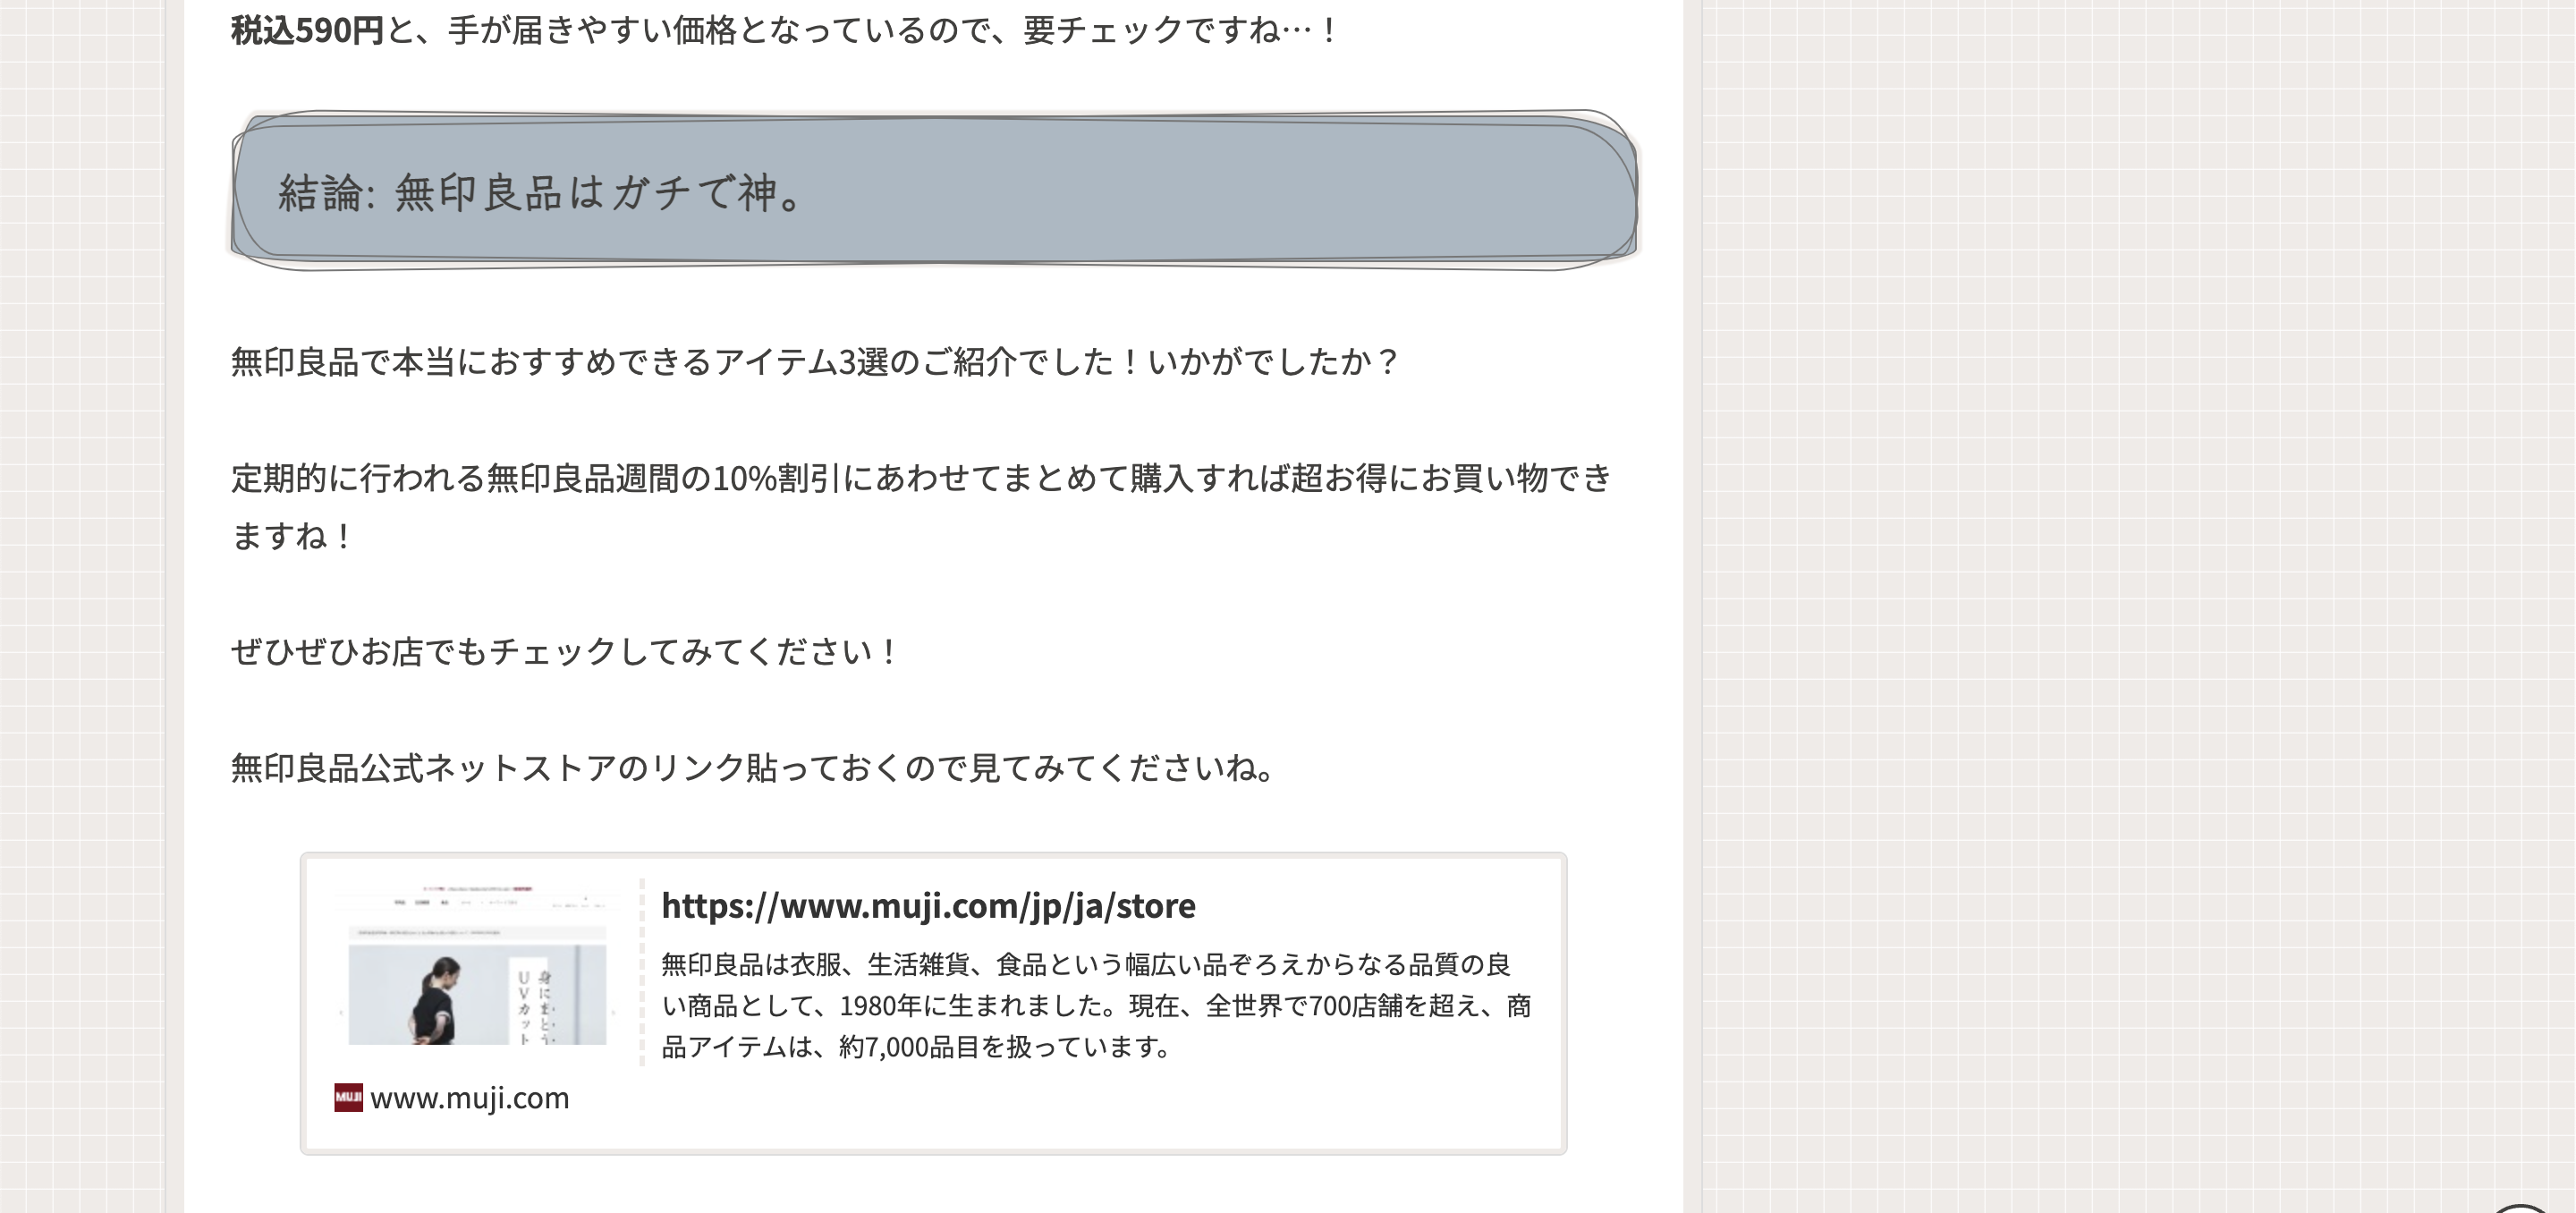 税込590円と、手が届きやすい価格となっているので、要チェックですね…！
結論: 無印良品はガチで神。
無印良品で本当におすすめできるアイテム3選のご紹介でした！いかがでしたか？
定期的に行われる無印良品週間の10%割引にあわせてまとめて購入すれば超お得にお買い物でき
ますね！
ぜひぜひお店でもチェックしてみてください！
無印良品公式ネットストアのリンク貼っておくので見てみてくださいね。
https://www.muji.com/jp/ja/store
無印良品は衣服、生活雑貨、食品という幅広い品ぞろえからなる品質の良
い商品として、1980年に生まれました。現在、全世界で700店舗を超え、商
品アイテムは、約7,000品目を扱っています。
身にまとう
UVカット
MUJI www.muji.com